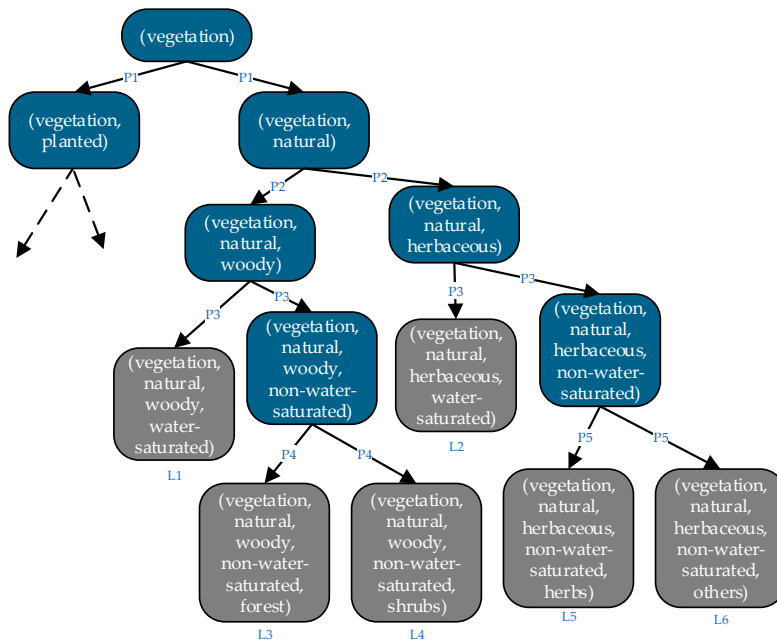 (vegetation)
P1
P1
(vegetation,
planted)
(vegetation,
natural)
P2
P2
(vegetation,
natural,
woody)
(vegetation,
natural,
herbaceous)
P3
P3
P3
P3
(vegetation,
natural,
woody,
water-
saturated)
L1
(vegetation,
natural,
woody,
non-water-
saturated)
(vegetation,
natural,
herbaceous,
water-
saturated)
L2
(vegetation,
natural,
herbaceous,
non-water-
saturated)
P4
P4
P5
P5
(vegetation,
natural,
woody,
non-water-
saturated,
forest)
L3
(vegetation,
natural,
woody,
non-water-
saturated,
shrubs)
L4
(vegetation,
natural,
herbaceous,
non-water-
saturated,
herbs)
L5
(vegetation,
natural,
herbaceous,
non-water-
saturated,
others)
L6